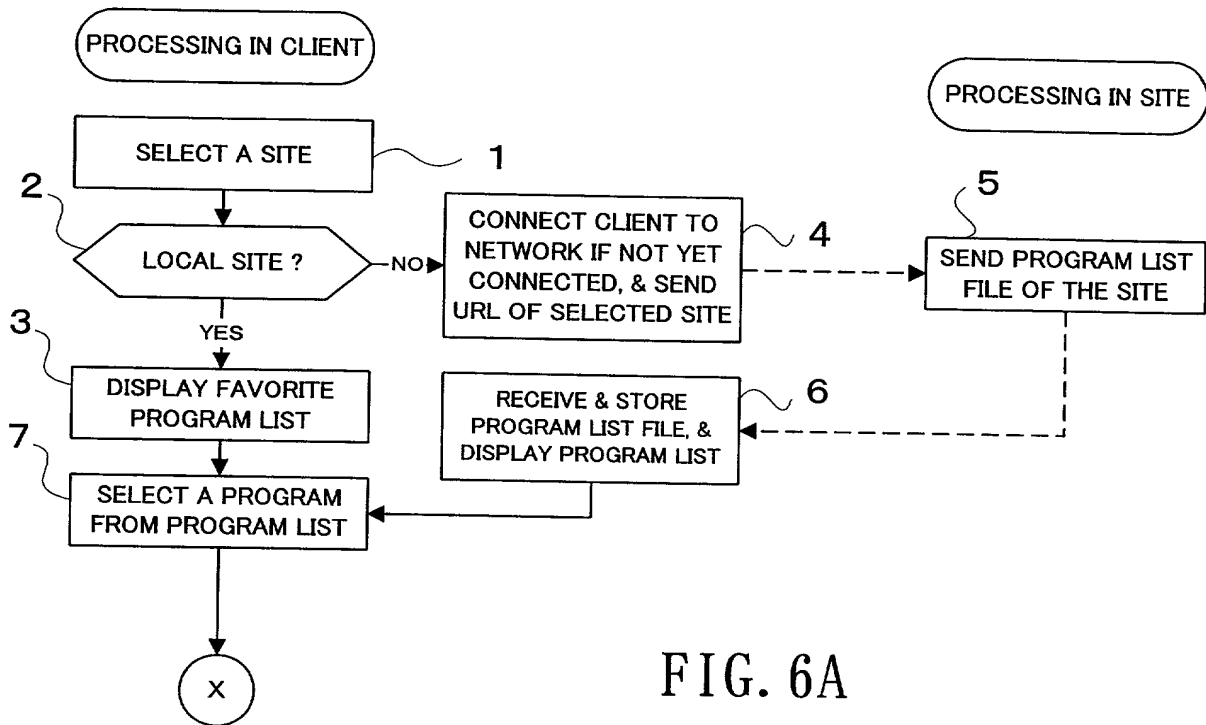 PROCESSING IN CLIENT
PROCESSING IN SITE
SELECT A SITE
1
2
LOCAL SITE ?
NO
CONNECT CLIENT TO
NETWORK IF NOT YET
CONNECTED, & SEND
URL OF SELECTED SITE
4
5
SEND PROGRAM LIST
FILE OF THE SITE
YES
3
DISPLAY FAVORITE
PROGRAM LIST
RECEIVE & STORE
PROGRAM LIST FILE, &
DISPLAY PROGRAM LIST
6
7
SELECT A PROGRAM
FROM PROGRAM LIST
X
FIG. 6A